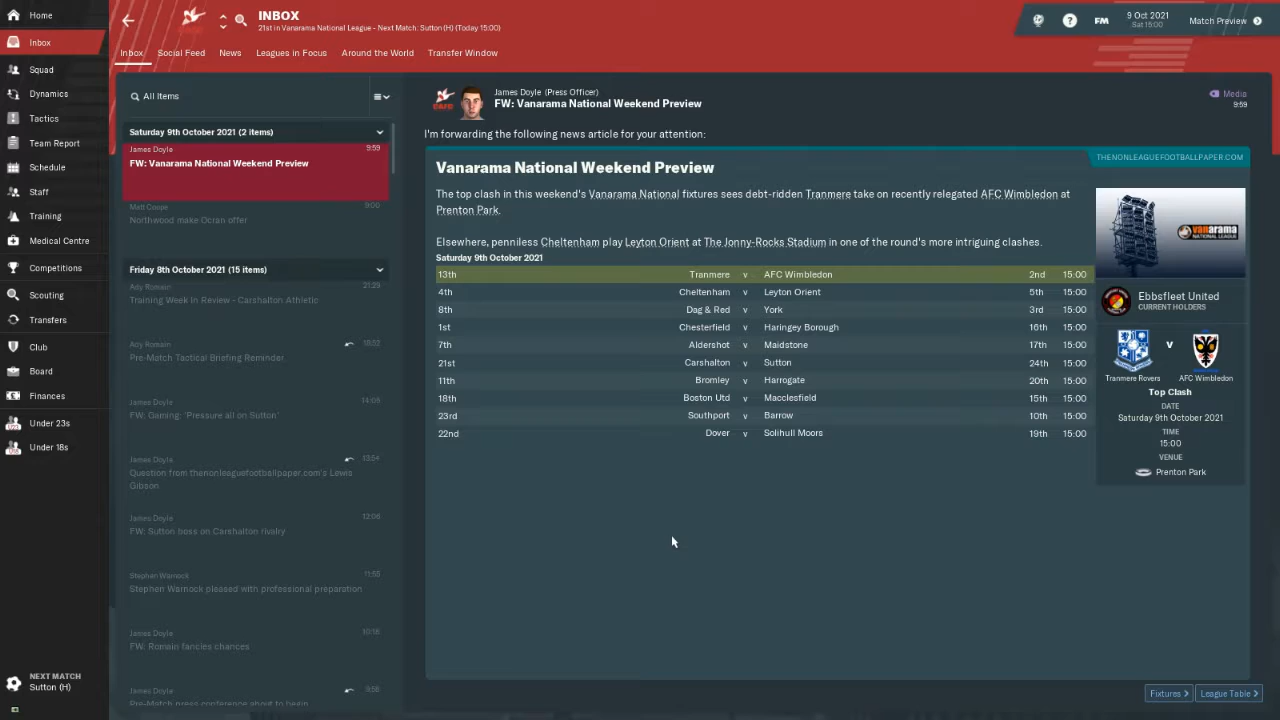 Home
Inbox
Squad
Dynamics
Tactics
Team Report
Schedule
Staff
Training
Medical Centre
Competitions
Scouting
Transfers
Club
Board
Finances
Under 23s
Under 18s
NEXT MATCH
Sutton (H)
INBOX
21st in Vanarama National League - Next Match: Sutton (H) (Today 15:00)
FM
9 Oct 2021
Sat 15:00
Match Preview
Inbox Social Feed News Leagues in Focus Around the World Transfer Window
All Items
Saturday 9th October 2021 (2 items)
James Doyle 9:59
FW: Vanarama National Weekend Preview
Matt Coope 9:00
Northwood make Ocran offer
Friday 8th October 2021 (15 items)
Ady Romain 21:29
Training Week In Review - Carshalton Athletic
Ady Romain
Pre-Match Tactical Briefing Reminder
James Doyle 14:05
FW: Gaming: 'Pressure all on Sutton'
James Doyle 13:54
Question from thenonleaguefootballpaper.com's Lewis
Gibson
James Doyle 12:06
FW: Sutton boss on Carshalton rivalry
Stephen Warnock 11:55
Stephen Warnock pleased with professional preparation
James Doyle
FW: Romain fancies chances
James Doyle 9:58
Pre-Match press conference about to begin
James Doyle (Press Officer)
FW: Vanarama National Weekend Preview
Media
9:59
I'm forwarding the following news article for your attention:
Vanarama National Weekend Preview
THENONLEAGUEFOOTBALLPAPER.COM
The top clash in this weekend's Vanarama National fixtures sees debt-ridden Tranmere take on recently relegated AFC Wimbledon at
Prenton Park.
Elsewhere, penniless Cheltenham play Leyton Orient at The Jonny-Rocks Stadium in one of the round's more intriguing clashes.
Saturday 9th October 2021
13th Tranmere v AFC Wimbledon 2nd 15:00
4th Cheltenham v Leyton Orient 5th 15:00
8th Dag & Red v York 3rd 15:00
1st Chesterfield v Haringey Borough 16th 15:00
7th Aldershot v Maidstone 17th 15:00
21st Carshalton v Sutton 24th 15:00
11th Bromley v Harrogate 20th 15:00
18th Boston Utd v Macclesfield 15th 15:00
23rd Southport v Barrow 10th 15:00
22nd Dover v Solihull Moors 19th 15:00
vanarama
NATIONAL LEAGUE
Ebbsfleet United
CURRENT HOLDERS
v
Tranmere Rovers AFC Wimbledon
Top Clash
DATE
Saturday 9th October 2021
TIME
15:00
VENUE
Prenton Park
Fixtures
League Table